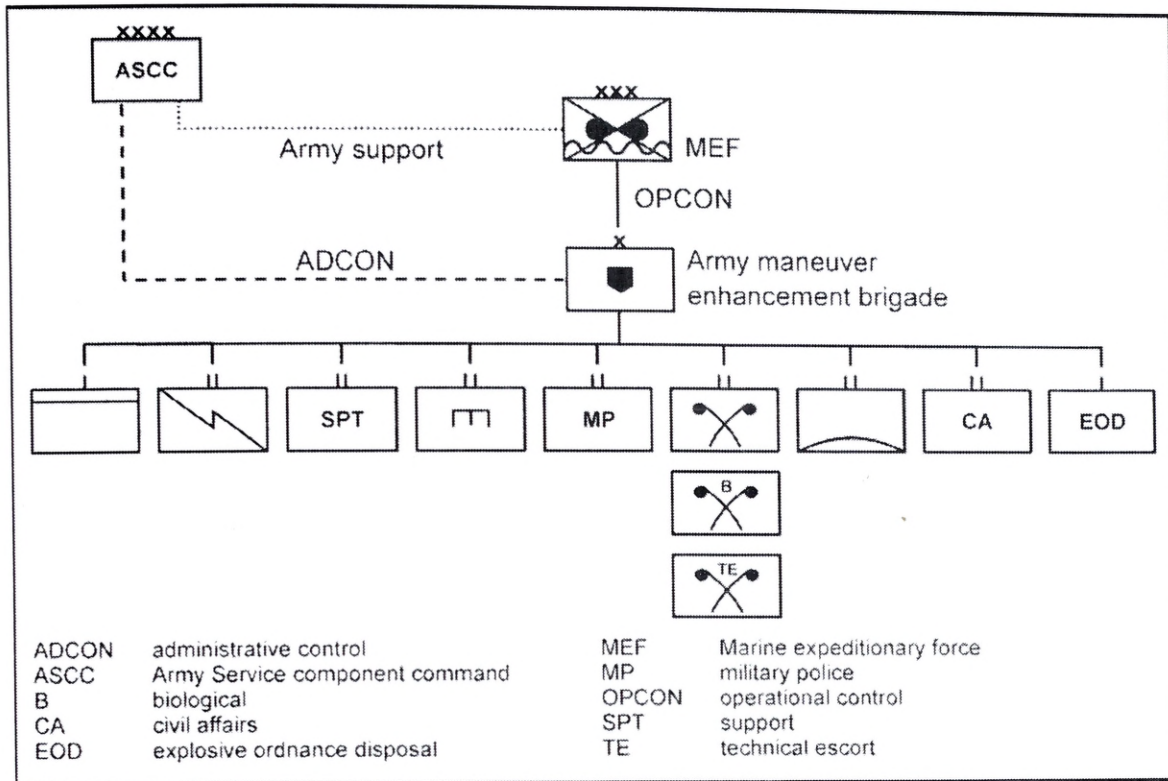 xxxx
ASCC
xxx
Army support
MEF
OPCON
x
ADCON
Army maneuver
enhancement brigade
I II II II II II II II I
SPT MP CA EOD
B
TE
ADCON administrative control
ASCC Army Service component command
B biological
CA civil affairs
EOD explosive ordnance disposal
MEF Marine expeditionary force
MP military police
OPCON operational control
SPT support
TE technical escort